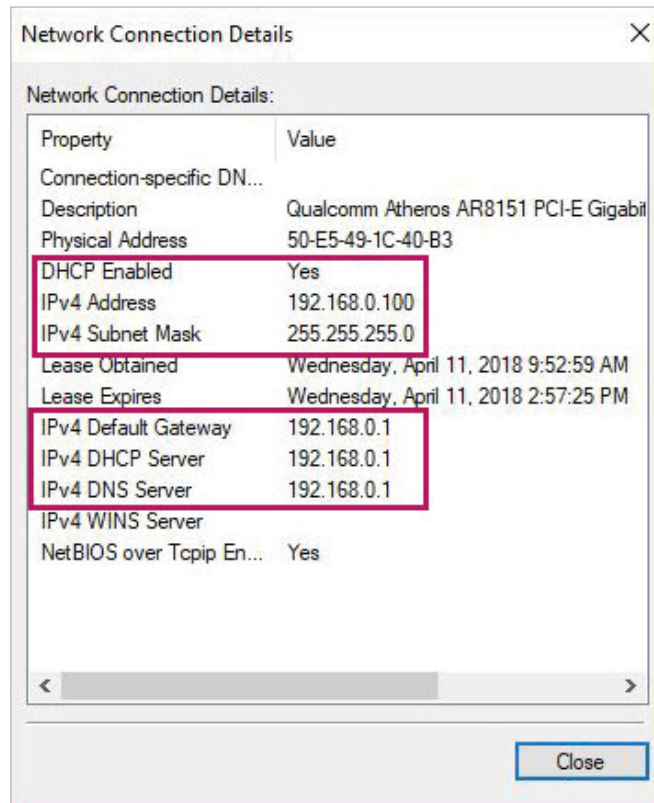 Network Connection Details
Network Connection Details:
Property Value
Connection-specific DN...
Description Qualcomm Atheros AR8151 PCI-E Gigabit
Physical Address 50-E5-49-1C-40-B3
DHCP Enabled Yes
IPv4 Address 192.168.0.100
IPv4 Subnet Mask 255.255.255.0
Lease Obtained Wednesday, April 11, 2018 9:52:59 AM
Lease Expires Wednesday, April 11, 2018 2:57:25 PM
IPv4 Default Gateway 192.168.0.1
IPv4 DHCP Server 192.168.0.1
IPv4 DNS Server 192.168.0.1
IPv4 WINS Server
NetBIOS over Tcpip En... Yes
Close